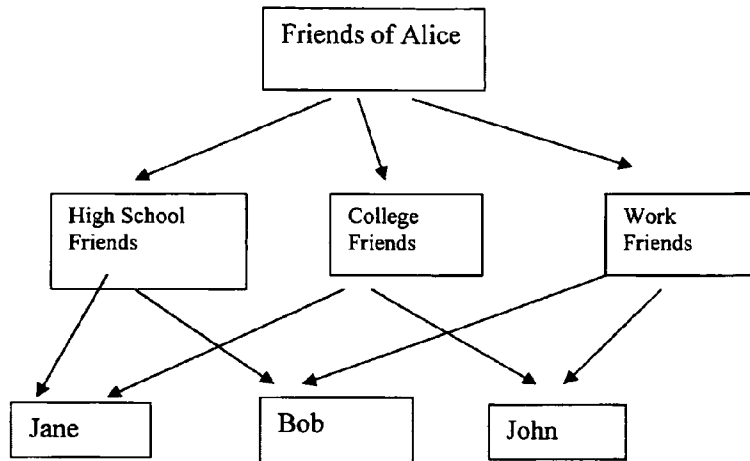 Friends of Alice
High School
Friends
College
Friends
Work
Friends
Jane
Bob
John